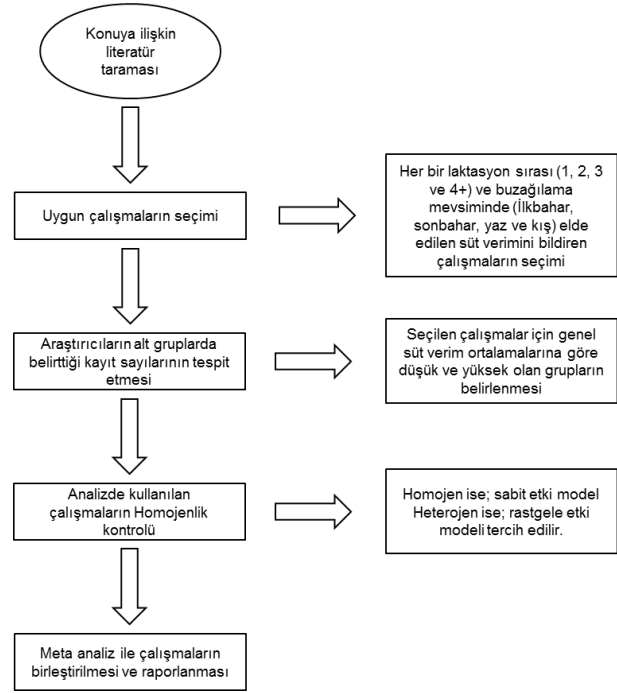 Konuya ilişkin
literatür
taraması
Uygun çalışmaların seçimi
Her bir laktasyon sırası (1, 2, 3
ve 4+) ve buzağılama
mevsiminde (İlkbahar,
sonbahar, yaz ve kış) elde
edilen süt verimini bildiren
çalışmaların seçimi
Araştırıcıların alt gruplarda
belirttiği kayıt sayılarının tespit
etmesi
Seçilen çalışmalar için genel
süt verim ortalamalarına göre
düşük ve yüksek olan grupların
belirlenmesi
Analizde kullanılan
çalışmaların Homojenlik
kontrolü
Homojen ise; sabit etki model
Heterojen ise; rastgele etki
modeli tercih edilir.
Meta analiz ile çalışmaların
birleştirilmesi ve raporlanması